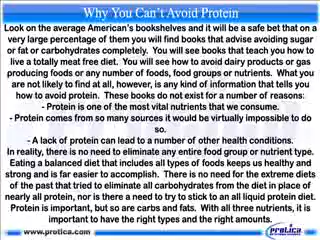 Why You Can't Avoid Protein
Look on the average American's bookshelves and it will be a safe bet that on a
very large percentage of them you will find books that advise avoiding sugar
or fat or carbohydrates completely. You will see books that teach you how to
live a totally meat free diet. You will see how to avoid dairy products or gas
producing foods or any number of foods, food groups or nutrients. What you
are not likely to find at all, however, is any kind of information that tells you
how to avoid protein. These books do not exist for a number of reasons:
- Protein is one of the most vital nutrients that we consume.
- Protein comes from so many sources it would be virtually impossible to do
so.
- A lack of protein can lead to a number of other health conditions.
In reality, there is no need to eliminate any entire food group or nutrient type.
Eating a balanced diet that includes all types of foods keeps us healthy and
strong and is far easier to accomplish. There is no need for the extreme diets
of the past that tried to eliminate all carbohydrates from the diet in place of
nearly all protein, nor is there a need to try to stick to an all liquid protein diet.
Protein is important, but so are carbs and fats. With all three nutrients, it is
important to have the right types and the right amounts.
www.protica.com
protica